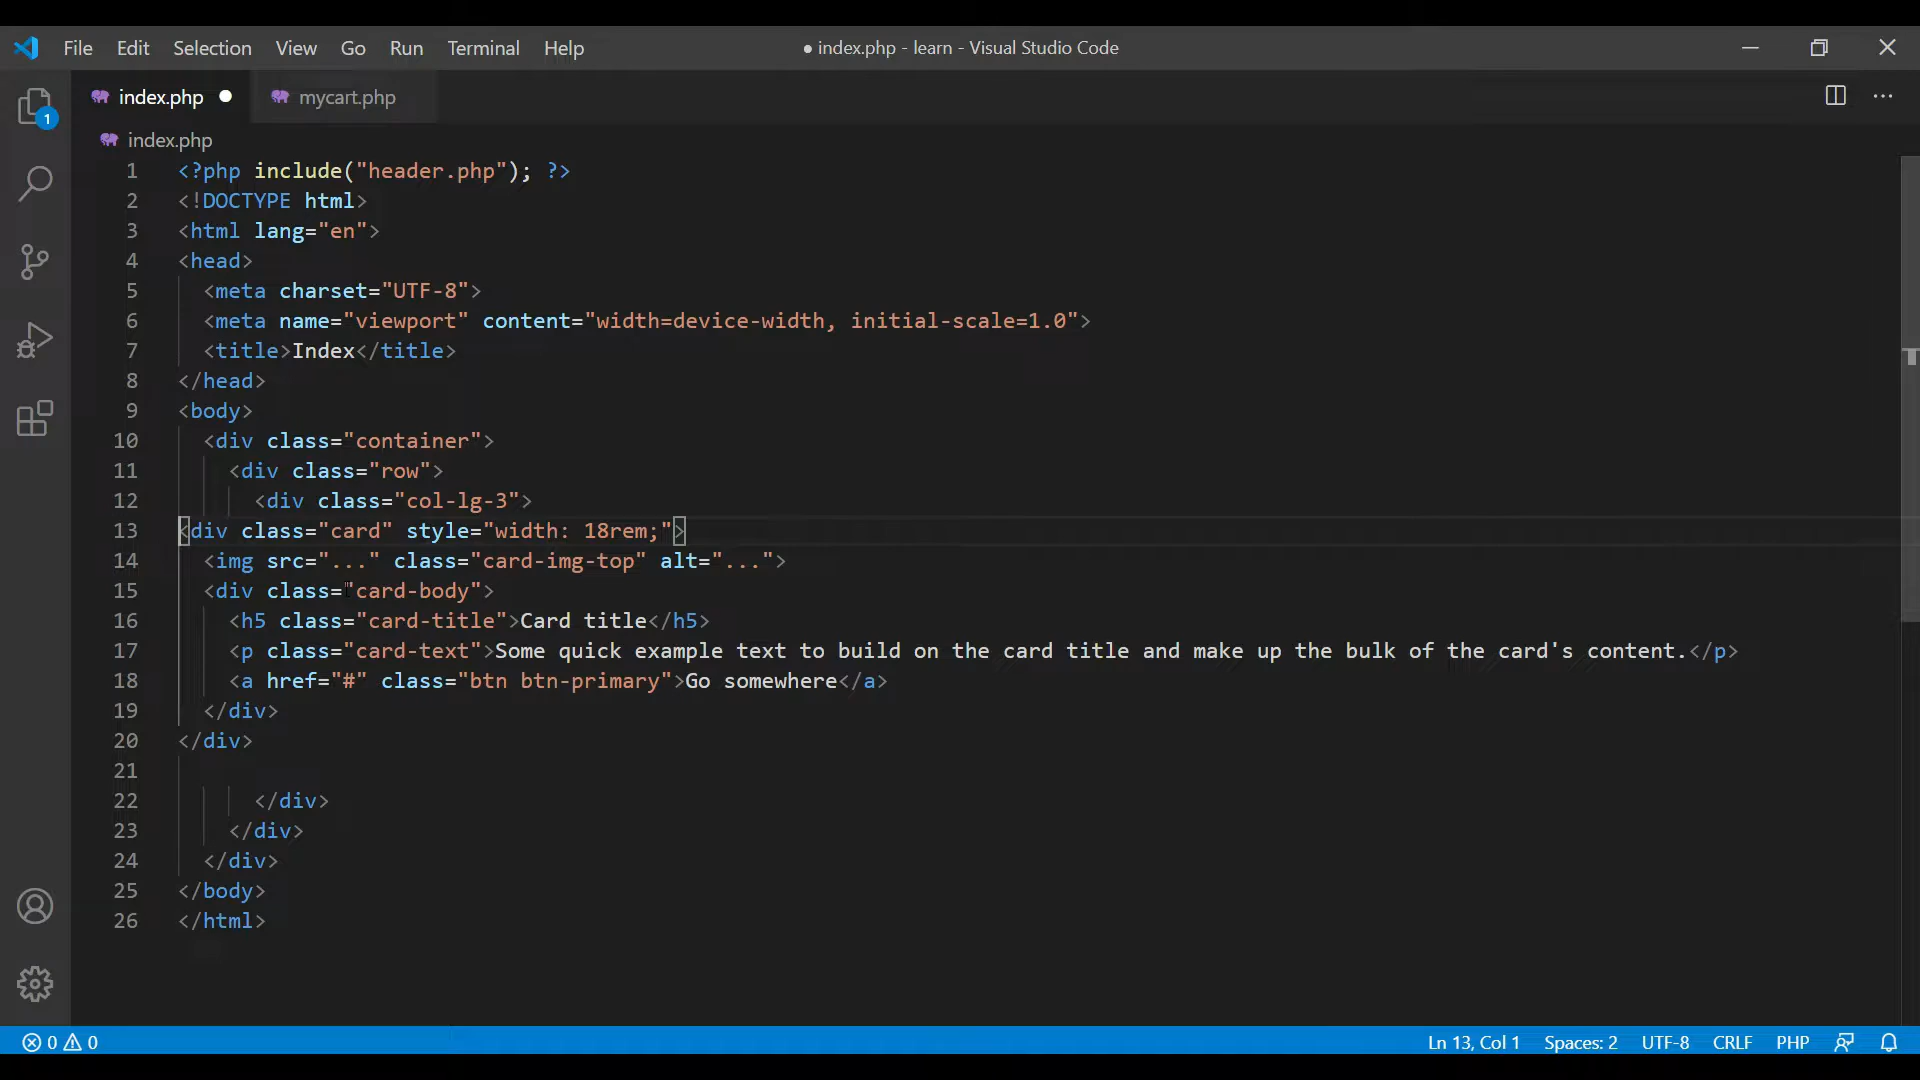 File Edit Selection View Go Run Terminal Help ● index.php - learn - Visual Studio Code
index.php ● mycart.php
index.php
1 <?php include("header.php"); ?>
2 <!DOCTYPE html>
3 <html lang="en">
4 <head>
5 <meta charset="UTF-8">
6 <meta name="viewport" content="width=device-width, initial-scale=1.0">
7 <title>Index</title>
8 </head>
9 <body>
10 <div class="container">
11 <div class="row">
12 <div class="col-lg-3">
13 <div class="card" style="width: 18rem;">
14 <img src="..." class="card-img-top" alt="...">
15 <div class="card-body">
16 <h5 class="card-title">Card title</h5>
17 <p class="card-text">Some quick example text to build on the card title and make up the bulk of the card's content.</p>
18 <a href="#" class="btn btn-primary">Go somewhere</a>
19 </div>
20 </div>
21
22 </div>
23 </div>
24 </div>
25 </body>
26 </html>
1
0 0 Ln 13, Col 1 Spaces: 2 UTF-8 CRLF PHP